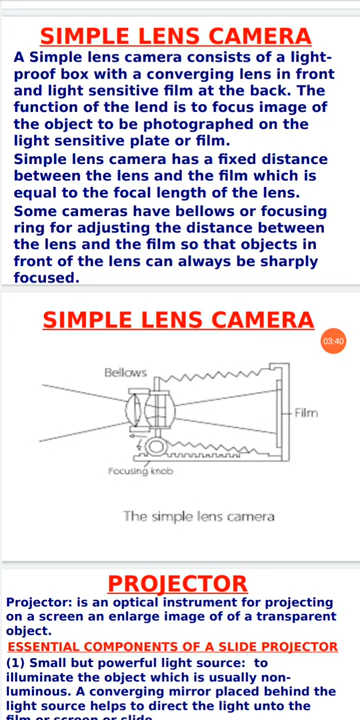 SIMPLE LENS CAMERA
A Simple lens camera consists of a light-
proof box with a converging lens in front
and light sensitive film at the back. The
function of the lend is to focus image of
the object to be photographed on the
light sensitive plate or film.
Simple lens camera has a fixed distance
between the lens and the film which is
equal to the focal length of the lens.
Some cameras have bellows or focusing
ring for adjusting the distance between
the lens and the film so that objects in
front of the lens can always be sharply
focused.
SIMPLE LENS CAMERA
03:40
Bellows
Film
Focusing knob
The simple lens camera
PROJECTOR
Projector: is an optical instrument for projecting
on a screen an enlarge image of of a transparent
object.
ESSENTIAL COMPONENTS OF A SLIDE PROJECTOR
(1) Small but powerful light source: to
illuminate the object which is usually non-
luminous. A converging mirror placed behind the
light source helps to direct the light unto the
film or screen or slide